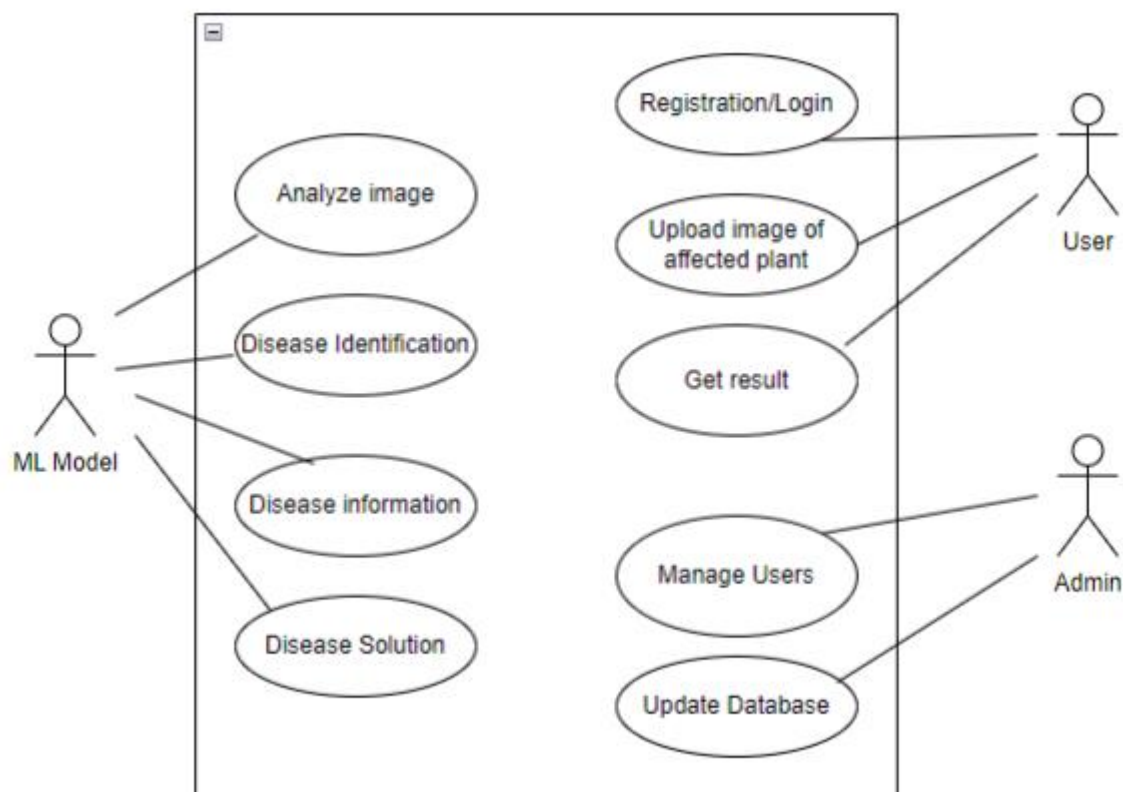 Registration/Login
Analyze image
Upload image of
affected plant
User
Disease Identification
Get result
ML Model
Disease information
Manage Users
Admin
Disease Solution
Update Database